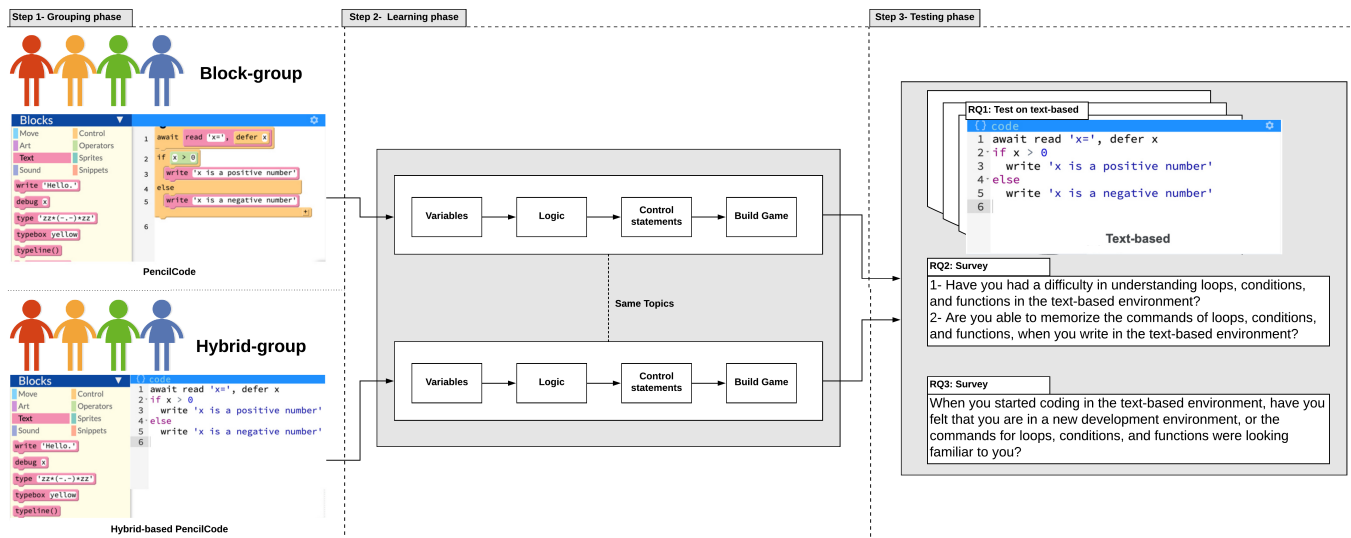 Step 1- Grouping phase
Step 2-  Learning phase
Step 3- Testing phase
Block-group
Blocks
Move
Control
Art
Operators
Text
Sprites
Sound
Snippets
write 'Hello.'
debug x
type 'zz*(-.-)*zz'
typebox yellow
typeline()
1 await read 'x=', defer x
2 if x > 0
3 write 'x is a positive number'
4 else
5 write 'x is a negative number'
6
PencilCode
Hybrid-group
Blocks
Move
Control
Art
Operators
Text
Sprites
Sound
Snippets
write 'Hello.'
debug x
type 'zz*(-.-)*zz'
typebox yellow
typeline()
{} code
1 await read 'x=', defer x
2 if x > 0
3 write 'x is a positive number'
4 else
5 write 'x is a negative number'
6
Hybrid-based PencilCode
Variables
Logic
Control
statements
Build Game
Same Topics
Variables
Logic
Control
statements
Build Game
RQ1: Test on text-based
{} code
1 await read 'x=', defer x
2 if x > 0
3 write 'x is a positive number'
4 else
5 write 'x is a negative number'
6
Text-based
RQ2: Survey
1- Have you had a difficulty in understanding loops, conditions,
and functions in the text-based environment?
2- Are you able to memorize the commands of loops, conditions,
and functions, when you write in the text-based environment?
RQ3: Survey
When you started coding in the text-based environment, have you
felt that you are in a new development environment, or the
commands for loops, conditions, and functions were looking
familiar to you?